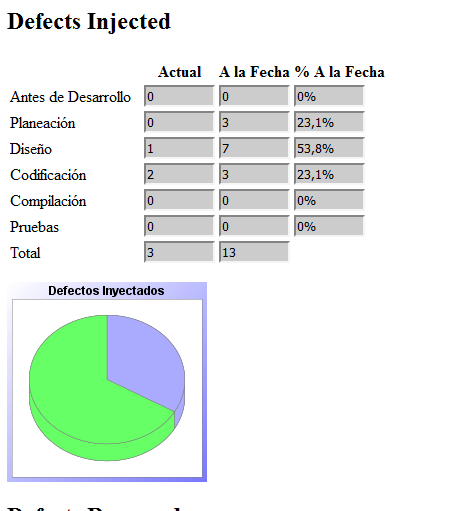 Defects Injected
Actual A la Fecha % A la Fecha
Antes de Desarrollo 0 0 0%
Planeación 0 3 23,1%
Diseño 1 7 53,8%
Codificación 2 3 23,1%
Compilación 0 0 0%
Pruebas 0 0 0%
Total 3 13
Defectos Inyectados